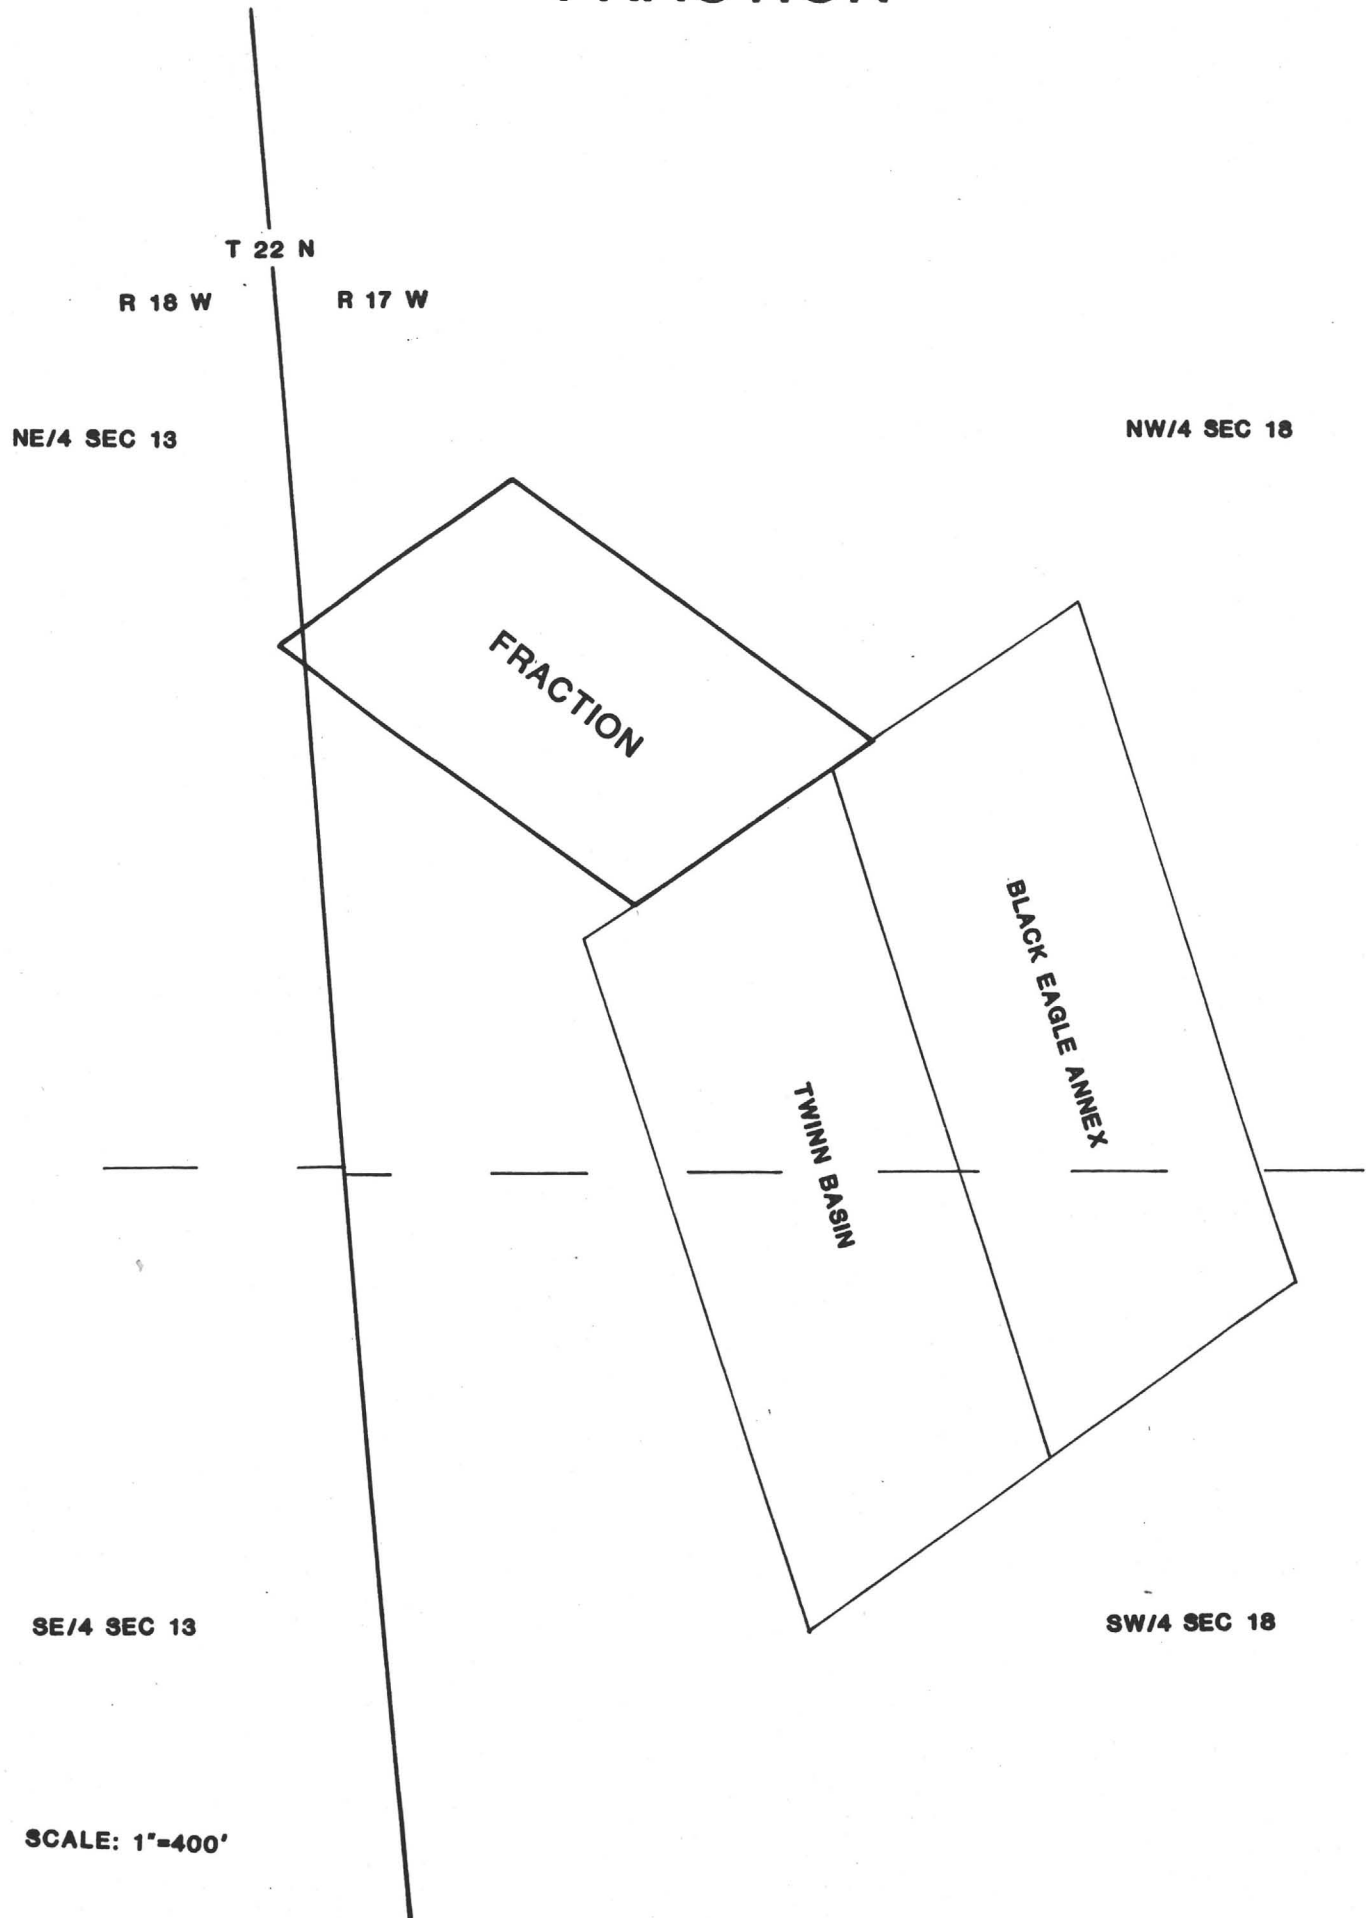 FRACTION
T 22 N
R 18 W R 17 W
NE/4 SEC 13
NW/4 SEC 18
FRACTION
BLACK EAGLE ANNEX
TWINN BASIN
SE/4 SEC 13
SW/4 SEC 18
SCALE: 1"=400'